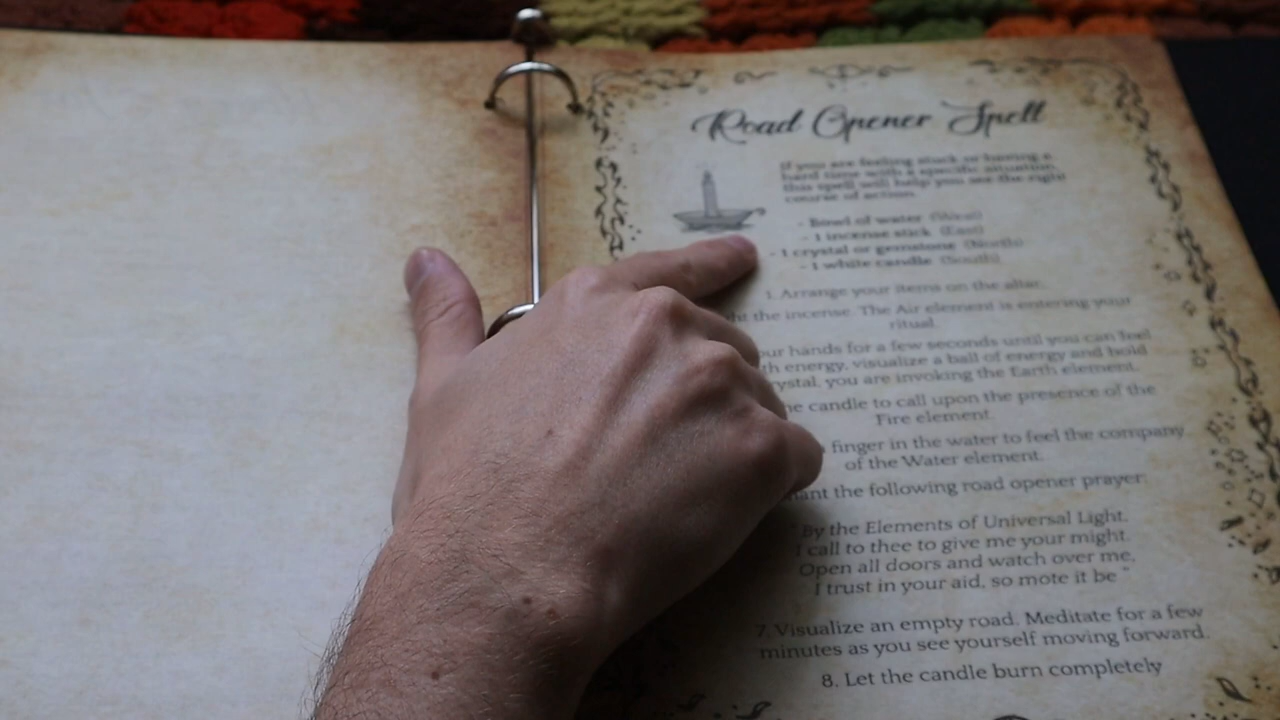 Road Opener Spell
If you are feeling stuck or having a
hard time with a specific situation
this spell will help you see the right
course of action.
- Bowl of water (West)
- 1 incense stick (East)
- 1 crystal or gemstone (North)
- 1 white candle (South)
1. Arrange your items on the altar.
the incense. The Air element is entering your
ritual.
hands for a few seconds until you can feel
energy, visualize a ball of energy and hold
you are invoking the Earth element.
candle to call upon the presence of the
Fire element.
finger in the water to feel the company
of the Water element.
the following road opener prayer:
By the Elements of Universal Light.
I call to thee to give me your might.
Open all doors and watch over me,
I trust in your aid, so mote it be "
7. Visualize an empty road. Meditate for a few
minutes as you see yourself moving forward.
8. Let the candle burn completely